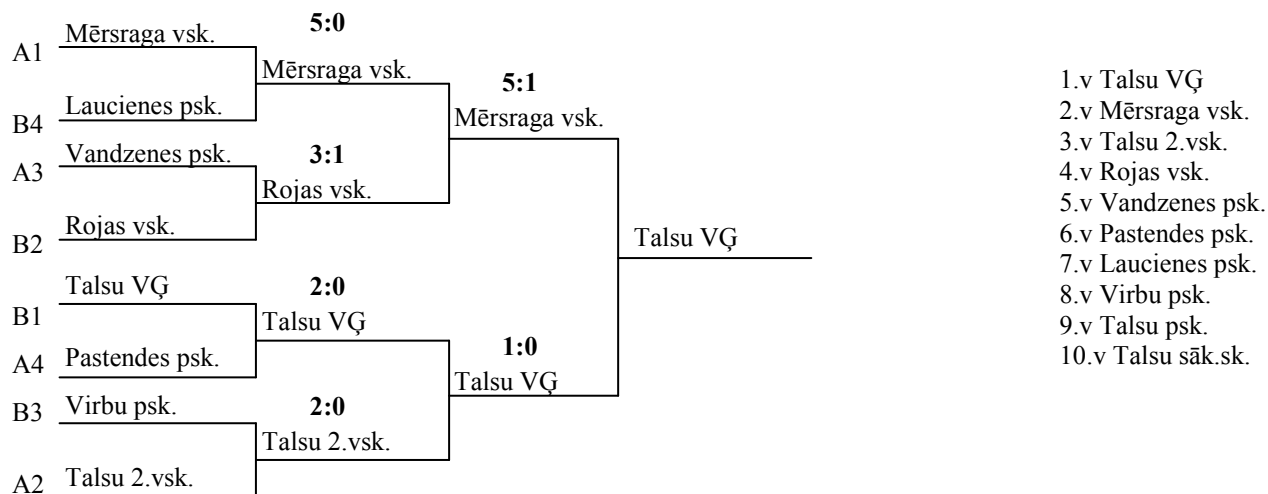 A1 Mērsraga vsk.
5:0
Mērsraga vsk.
B4 Laucienes psk.
5:1
Mērsraga vsk.
A3 Vandzenes psk.
3:1
Rojas vsk.
B2 Rojas vsk.
Talsu VĢ
B1 Talsu VĢ
2:0
Talsu VĢ
A4 Pastendes psk.
1:0
Talsu VĢ
B3 Virbu psk.
2:0
Talsu 2.vsk.
A2 Talsu 2.vsk.
1.v Talsu VĢ
2.v Mērsraga vsk.
3.v Talsu 2.vsk.
4.v Rojas vsk.
5.v Vandzenes psk.
6.v Pastendes psk.
7.v Laucienes psk.
8.v Virbu psk.
9.v Talsu psk.
10.v Talsu sāk.sk.